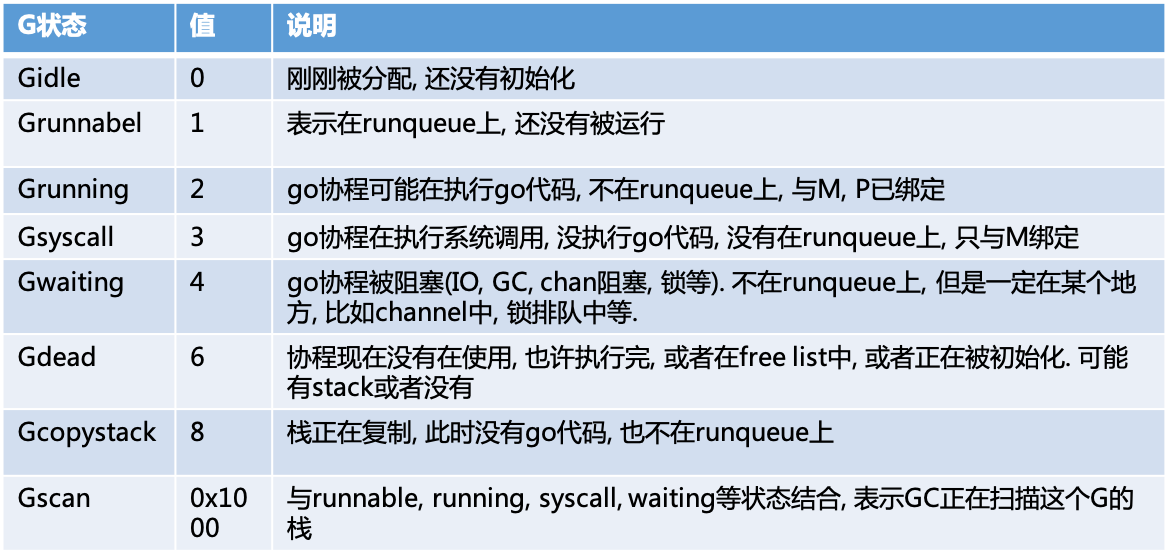 G状态 值 说明
Gidle 0 刚刚被分配, 还没有初始化
Grunnabel 1 表示在runqueue上, 还没有被运行
Grunning 2 go协程可能在执行go代码, 不在runqueue上, 与M, P已绑定
Gsyscall 3 go协程在执行系统调用, 没执行go代码, 没有在runqueue上, 只与M绑定
Gwaiting 4 go协程被阻塞(IO, GC, chan阻塞, 锁等). 不在runqueue上, 但是一定在某个地
方, 比如channel中, 锁排队中等.
Gdead 6 协程现在没有在使用, 也许执行完, 或者在free list中, 或者正在被初始化. 可能
有stack或者没有
Gcopystack 8 栈正在复制, 此时没有go代码, 也不在runqueue上
Gscan 0x10 与runnable, running, syscall, waiting等状态结合, 表示GC正在扫描这个G的
00 栈